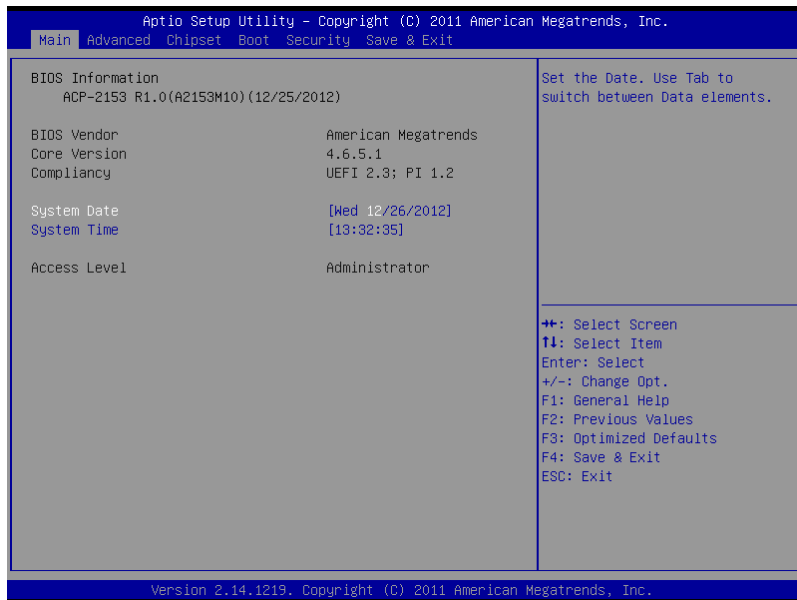 Aptio Setup Utility – Copyright (C) 2011 American Megatrends, Inc.
Main Advanced Chipset Boot Security Save & Exit
BIOS Information
ACP-2153 R1.0(A2153M10)(12/25/2012)
BIOS Vendor American Megatrends
Core Version 4.6.5.1
Compliancy UEFI 2.3; PI 1.2
System Date [Wed 12/26/2012]
System Time [13:32:35]
Access Level Administrator
Set the Date. Use Tab to
switch between Data elements.
→←: Select Screen
↑↓: Select Item
Enter: Select
+/-: Change Opt.
F1: General Help
F2: Previous Values
F3: Optimized Defaults
F4: Save & Exit
ESC: Exit
Version 2.14.1219. Copyright (C) 2011 American Megatrends, Inc.